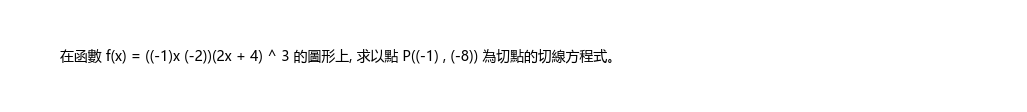 在函數 f(x) = ((-1)x (-2))(2x + 4) ^ 3 的圖形上, 求以點 P((-1) , (-8)) 為切點的切線方程式。